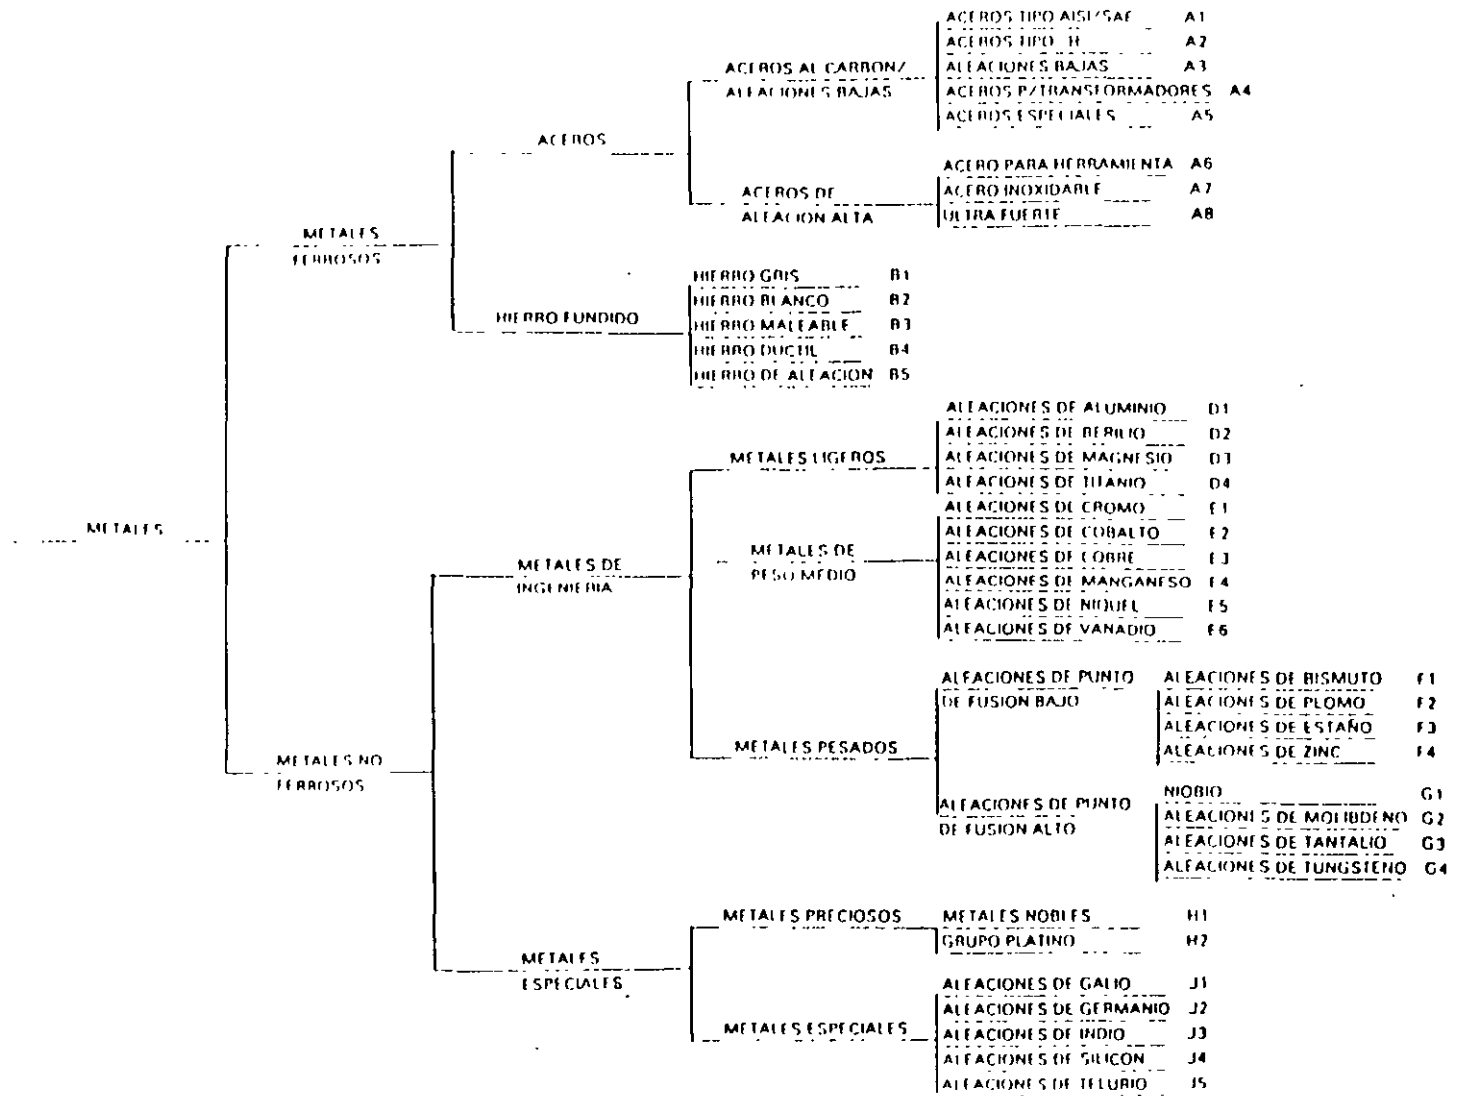 METALES
METALES
FERROSOS
ACEROS
ACEROS AL CARBON/
ALEACIONES BAJAS
ACEROS TIPO AISI/SAE A1
ACEROS TIPO H A2
ALEACIONES BAJAS A3
ACEROS P/TRANSFORMADORES A4
ACEROS ESPECIALES A5
ACEROS DE
ALEACION ALTA
ACERO PARA HERRAMIENTA A6
ACERO INOXIDABLE A7
ULTRA FUERTE A8
HIERRO FUNDIDO
HIERRO GRIS B1
HIERRO BLANCO B2
HIERRO MALEABLE B3
HIERRO DUCTIL B4
HIERRO DE ALEACION B5
METALES NO
FERROSOS
METALES DE
INGENIERIA
METALES LIGEROS
ALEACIONES DE ALUMINIO D1
ALEACIONES DE BERILIO D2
ALEACIONES DE MAGNESIO D3
ALEACIONES DE TITANIO D4
METALES DE
PESO MEDIO
ALEACIONES DE CROMO E1
ALEACIONES DE COBALTO E2
ALEACIONES DE COBRE E3
ALEACIONES DE MANGANESO E4
ALEACIONES DE NIQUEL E5
ALEACIONES DE VANADIO E6
METALES PESADOS
ALEACIONES DE PUNTO
DE FUSION BAJO
ALEACIONES DE BISMUTO F1
ALEACIONES DE PLOMO F2
ALEACIONES DE ESTAÑO F3
ALEACIONES DE ZINC F4
ALEACIONES DE PUNTO
DE FUSION ALTO
NIOBIO G1
ALEACIONES DE MOLIBDENO G2
ALEACIONES DE TANTALIO G3
ALEACIONES DE TUNGSTENO G4
METALES
ESPECIALES
METALES PRECIOSOS
METALES NOBLES H1
GRUPO PLATINO H2
METALES ESPECIALES
ALEACIONES DE GALIO J1
ALEACIONES DE GERMANIO J2
ALEACIONES DE INDIO J3
ALEACIONES DE SILICON J4
ALEACIONES DE TELURIO J5